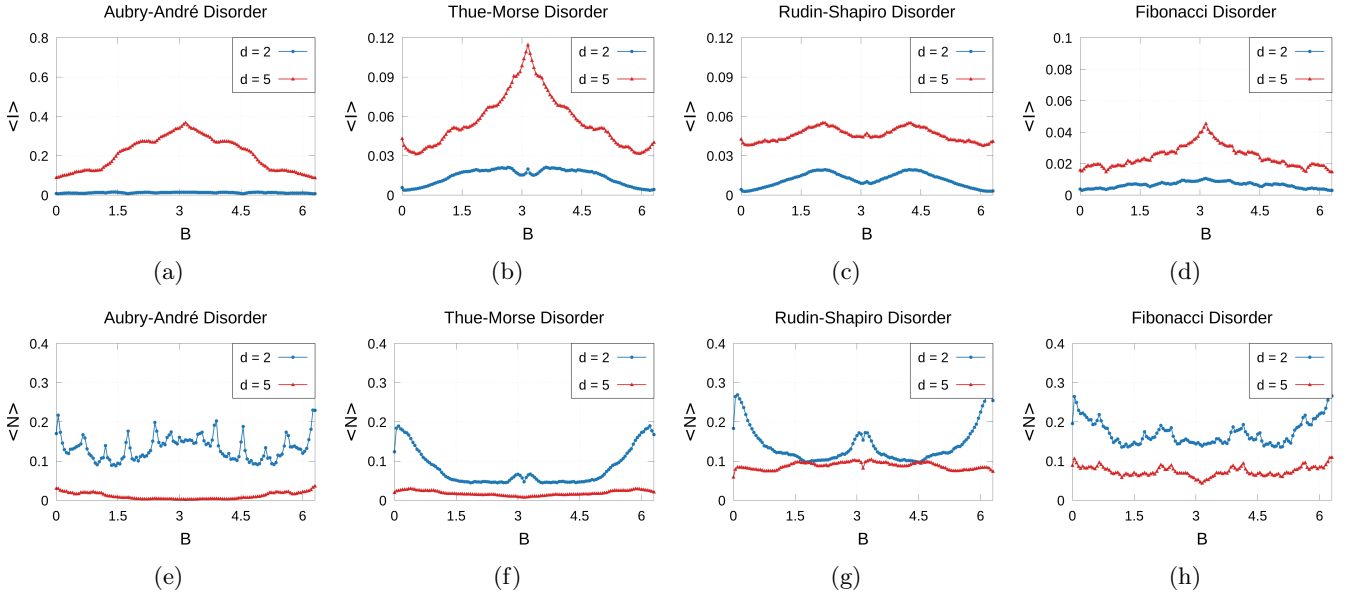 Aubry-André Disorder
Thue-Morse Disorder
Rudin-Shapiro Disorder
Fibonacci Disorder
0.8
0.6
0.4
0.2
0
<I>
d = 2
d = 5
0 1.5 3 4.5 6
B
(a)
0.12
0.09
0.06
0.03
0
<I>
d = 2
d = 5
0 1.5 3 4.5 6
B
(b)
0.12
0.09
0.06
0.03
0
<I>
d = 2
d = 5
0 1.5 3 4.5 6
B
(c)
0.1
0.08
0.06
0.04
0.02
0
<I>
d = 2
d = 5
0 1.5 3 4.5 6
B
(d)
Aubry-André Disorder
Thue-Morse Disorder
Rudin-Shapiro Disorder
Fibonacci Disorder
0.4
0.3
0.2
0.1
0
<N>
d = 2
d = 5
0 1.5 3 4.5 6
B
(e)
0.4
0.3
0.2
0.1
0
<N>
d = 2
d = 5
0 1.5 3 4.5 6
B
(f)
0.4
0.3
0.2
0.1
0
<N>
d = 2
d = 5
0 1.5 3 4.5 6
B
(g)
0.4
0.3
0.2
0.1
0
<N>
d = 2
d = 5
0 1.5 3 4.5 6
B
(h)